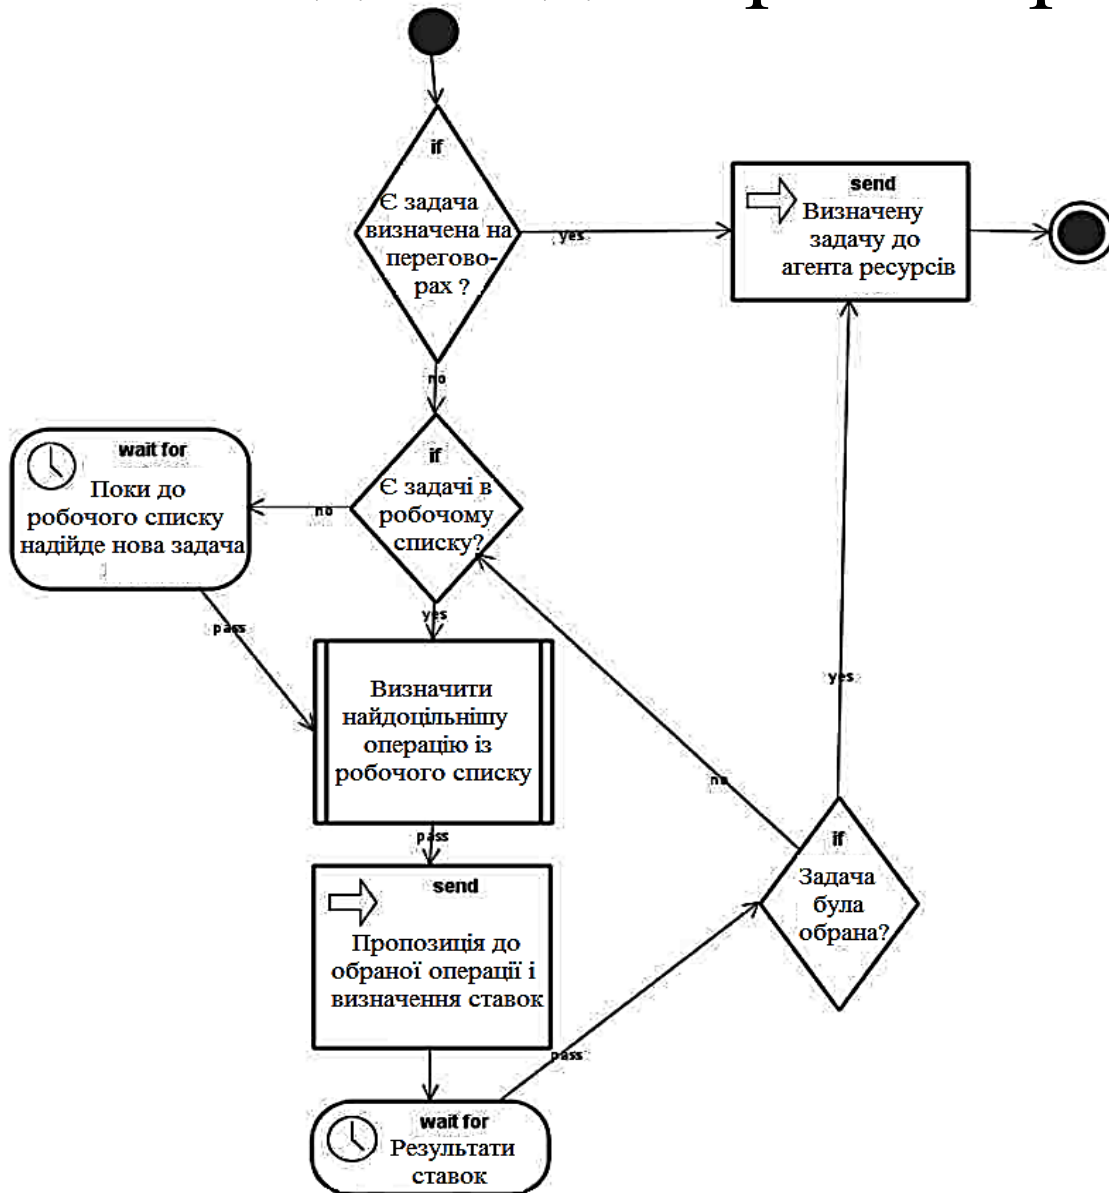 if
Є задача
визначена на
перегово-
рах ?
yes
send
Визначену
задачу до
агента ресурсів
no
if
Є задачі в
робочому
списку?
no
wait for
Поки до
робочого списку
надійде нова задача
pass
yes
Визначити
найдоцільнішу
операцію із
робочого списку
pass
send
Пропозиція до
обраної операції і
визначення ставок
wait for
Результати
ставок
pass
if
Задача
була
обрана?
no
yes